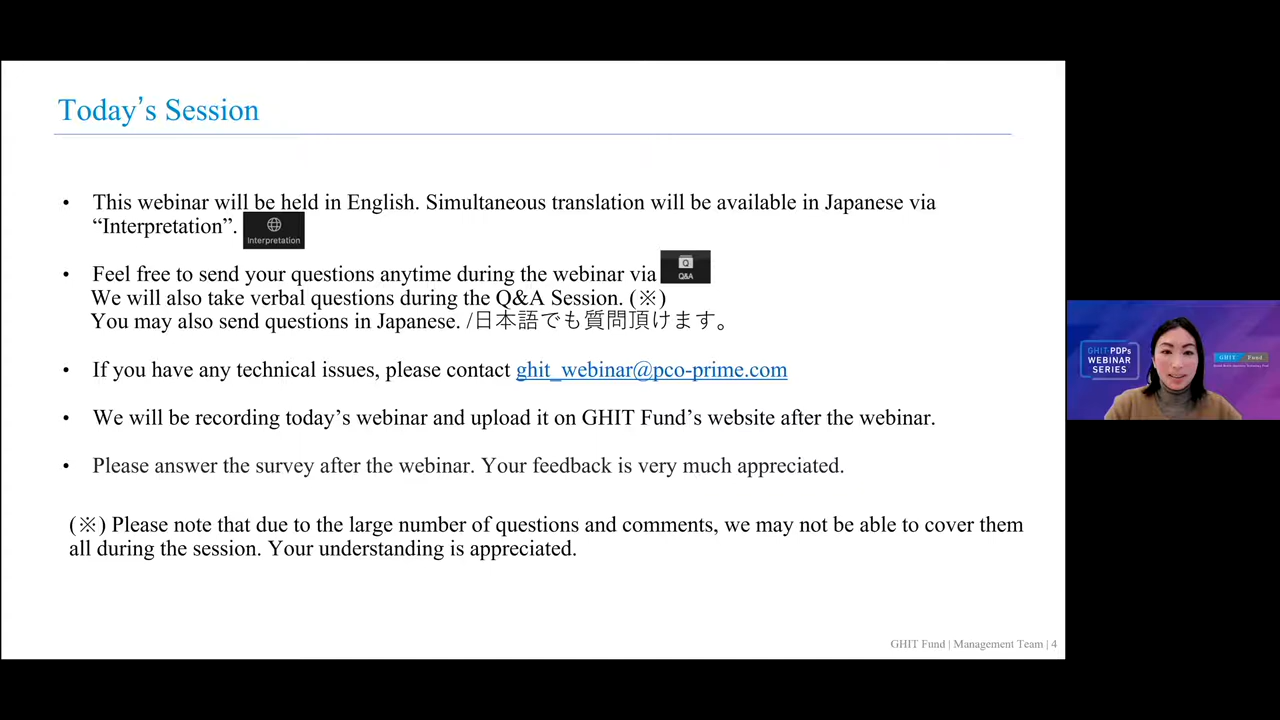 Today’s Session
• This webinar will be held in English. Simultaneous translation will be available in Japanese via
“Interpretation”.
Interpretation
• Feel free to send your questions anytime during the webinar via
Q&A
We will also take verbal questions during the Q&A Session. (※)
You may also send questions in Japanese. /日本語でも質問頂けます。
• If you have any technical issues, please contact ghit_webinar@pco-prime.com
• We will be recording today’s webinar and upload it on GHIT Fund’s website after the webinar.
• Please answer the survey after the webinar. Your feedback is very much appreciated.
(※) Please note that due to the large number of questions and comments, we may not be able to cover them
all during the session. Your understanding is appreciated.
GHIT Fund | Management Team | 4
GHIT PDPs
WEBINAR
SERIES
GHIT Fund